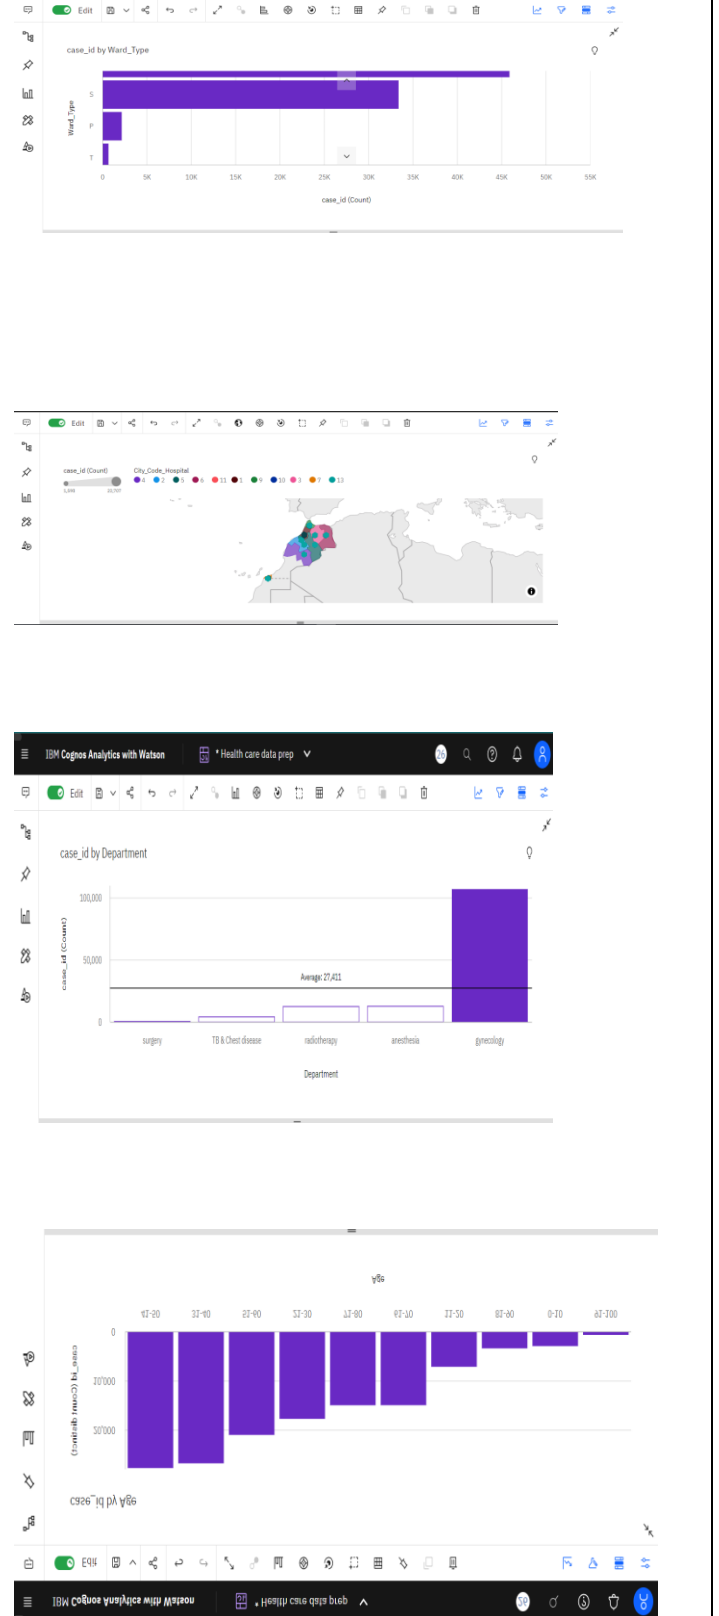 Edit
case_id by Ward_Type
Ward_Type
S
P
T
0 5K 10K 15K 20K 25K 30K 35K 40K 45K 50K 55K
case_id (Count)
Edit
case_id (Count) City_Code_Hospital
4 2 5 6 11 1 9 10 3 7 13
IBM Cognos Analytics with Watson * Health care data prep 26
Edit
case_id by Department
case_id (Count)
100,000
50,000
Average: 27,411
0
surgery TB & Chest disease radiotherapy anesthesia gynecology
Department
Age
41-50 31-40 51-60 21-30 71-80 61-70 11-20 81-90 0-10 91-100
0
10,000
20,000
case_id (Count distinct)
case_id by Age
Edit
IBM Cognos Analytics with Watson * Health care data prep 26